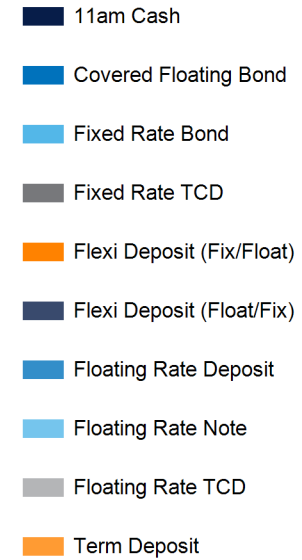 11am Cash
Covered Floating Bond
Fixed Rate Bond
Fixed Rate TCD
Flexi Deposit (Fix/Float)
Flexi Deposit (Float/Fix)
Floating Rate Deposit
Floating Rate Note
Floating Rate TCD
Term Deposit